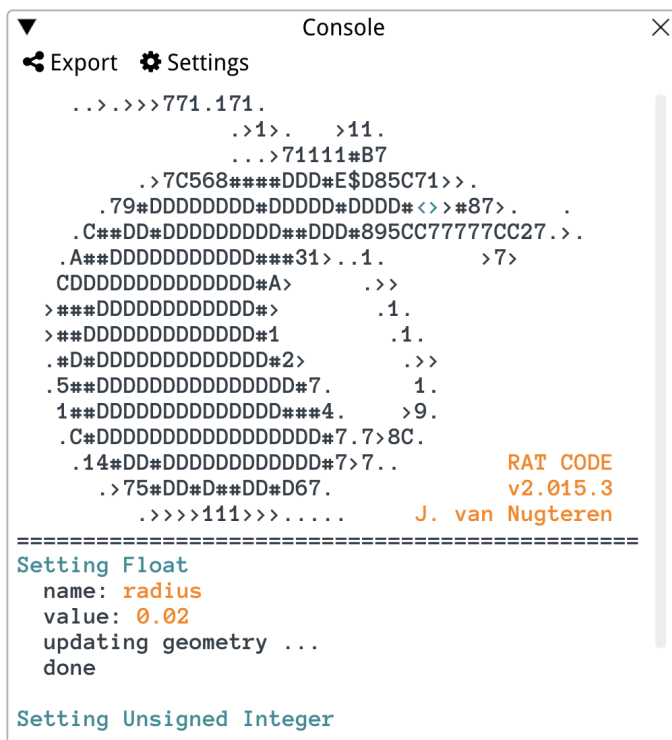 Console
Export Settings
..>.>>>771.171.
.>1>. >11.
...>71111#B7
.>7C568####DDD#E$D85C71>>.
.79#DDDDDDDD#DDDDD#DDDD#<>>#87>. .
.C##DD#DDDDDDDDDD##DDD#895CC77777CC27.>.
.A##DDDDDDDDDDD###31>..1. >7>
CDDDDDDDDDDDDDD#A> .>>
>###DDDDDDDDDDDD#> .1.
>##DDDDDDDDDDDDD#1 .1.
.#D#DDDDDDDDDDDDD#2> .>>
.5##DDDDDDDDDDDDDDD#7. 1.
1##DDDDDDDDDDDDDD###4. >9.
.C#DDDDDDDDDDDDDDDDD#7.7>8C.
.14#DD#DDDDDDDDDDDD#7>7.. RAT CODE
.>75#DD#D##DD#D67. v2.015.3
.>>>>111>>>..... J. van Nugteren
===============================================
Setting Float
name: radius
value: 0.02
updating geometry ...
done
Setting Unsigned Integer